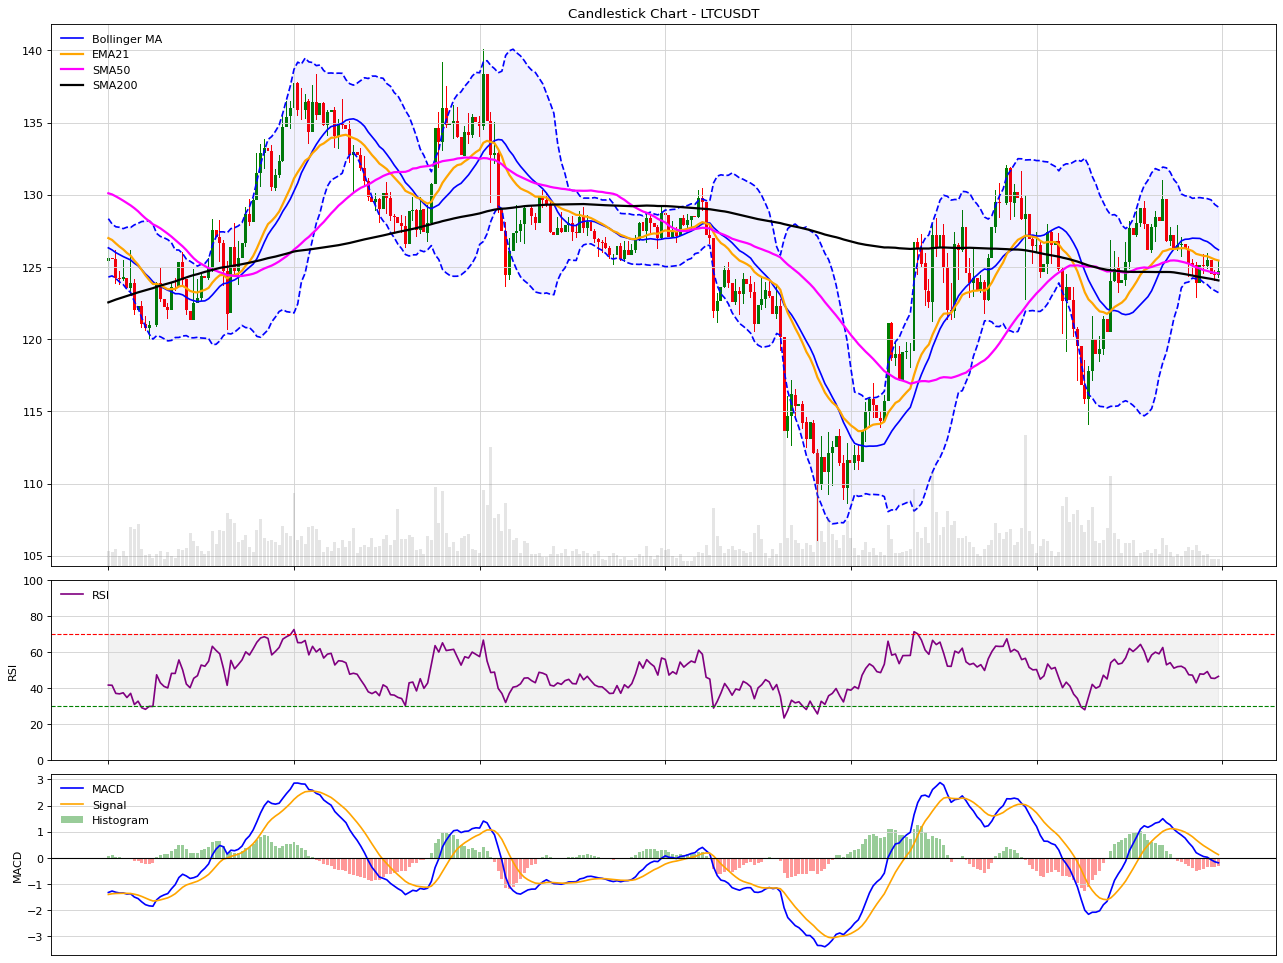 Candlestick Chart - LTCUSDT
Bollinger MA
EMA21
SMA50
SMA200
140
135
130
125
120
115
110
105
RSI
100
80
60
40
20
0
RSI
MACD
Signal
Histogram
3
2
1
0
−1
−2
−3
MACD